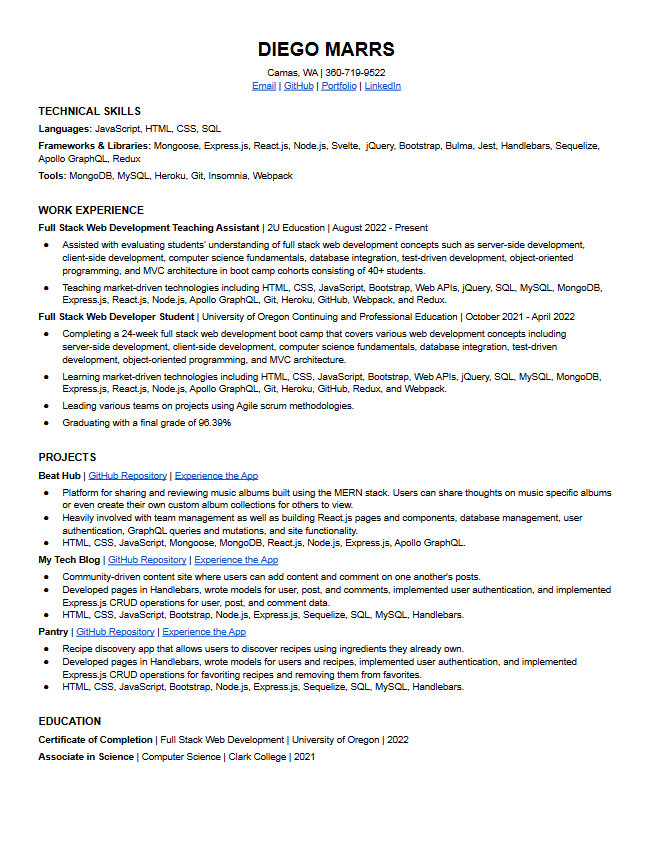 DIEGO MARRS
Camas, WA | 360-719-9522
Email | GitHub | Portfolio | LinkedIn
TECHNICAL SKILLS
Languages: JavaScript, HTML, CSS, SQL
Frameworks & Libraries: Mongoose, Express.js, React.js, Node.js, Svelte, jQuery, Bootstrap, Bulma, Jest, Handlebars, Sequelize,
Apollo GraphQL, Redux
Tools: MongoDB, MySQL, Heroku, Git, Insomnia, Webpack
WORK EXPERIENCE
Full Stack Web Development Teaching Assistant | 2U Education | August 2022 - Present
● Assisted with evaluating students' understanding of full stack web development concepts such as server-side development,
client-side development, computer science fundamentals, database integration, test-driven development, object-oriented
programming, and MVC architecture in boot camp cohorts consisting of 40+ students.
● Teaching market-driven technologies including HTML, CSS, JavaScript, Bootstrap, Web APIs, jQuery, SQL, MySQL, MongoDB,
Express.js, React.js, Node.js, Apollo GraphQL, Git, Heroku, GitHub, Webpack, and Redux.
Full Stack Web Developer Student | University of Oregon Continuing and Professional Education | October 2021 - April 2022
● Completing a 24-week full stack web development boot camp that covers various web development concepts including
server-side development, client-side development, computer science fundamentals, database integration, test-driven
development, object-oriented programming, and MVC architecture.
● Learning market-driven technologies including HTML, CSS, JavaScript, Bootstrap, Web APIs, jQuery, SQL, MySQL, MongoDB,
Express.js, React.js, Node.js, Apollo GraphQL, Git, Heroku, GitHub, Redux, and Webpack.
● Leading various teams on projects using Agile scrum methodologies.
● Graduating with a final grade of 96.39%
PROJECTS
Beat Hub | GitHub Repository | Experience the App
● Platform for sharing and reviewing music albums built using the MERN stack. Users can share thoughts on music specific albums
or even create their own custom album collections for others to view.
● Heavily involved with team management as well as building React.js pages and components, database management, user
authentication, GraphQL queries and mutations, and site functionality.
● HTML, CSS, JavaScript, Mongoose, MongoDB, React.js, Node.js, Express.js, Apollo GraphQL.
My Tech Blog | GitHub Repository | Experience the App
● Community-driven content site where users can add content and comment on one another's posts.
● Developed pages in Handlebars, wrote models for user, post, and comments, implemented user authentication, and implemented
Express.js CRUD operations for user, post, and comment data.
● HTML, CSS, JavaScript, Bootstrap, Node.js, Express.js, Sequelize, SQL, MySQL, Handlebars.
Pantry | GitHub Repository | Experience the App
● Recipe discovery app that allows users to discover recipes using ingredients they already own.
● Developed pages in Handlebars, wrote models for users and recipes, implemented user authentication, and implemented
Express.js CRUD operations for favoriting recipes and removing them from favorites.
● HTML, CSS, JavaScript, Bootstrap, Node.js, Express.js, Sequelize, SQL, MySQL, Handlebars.
EDUCATION
Certificate of Completion | Full Stack Web Development | University of Oregon | 2022
Associate in Science | Computer Science | Clark College | 2021